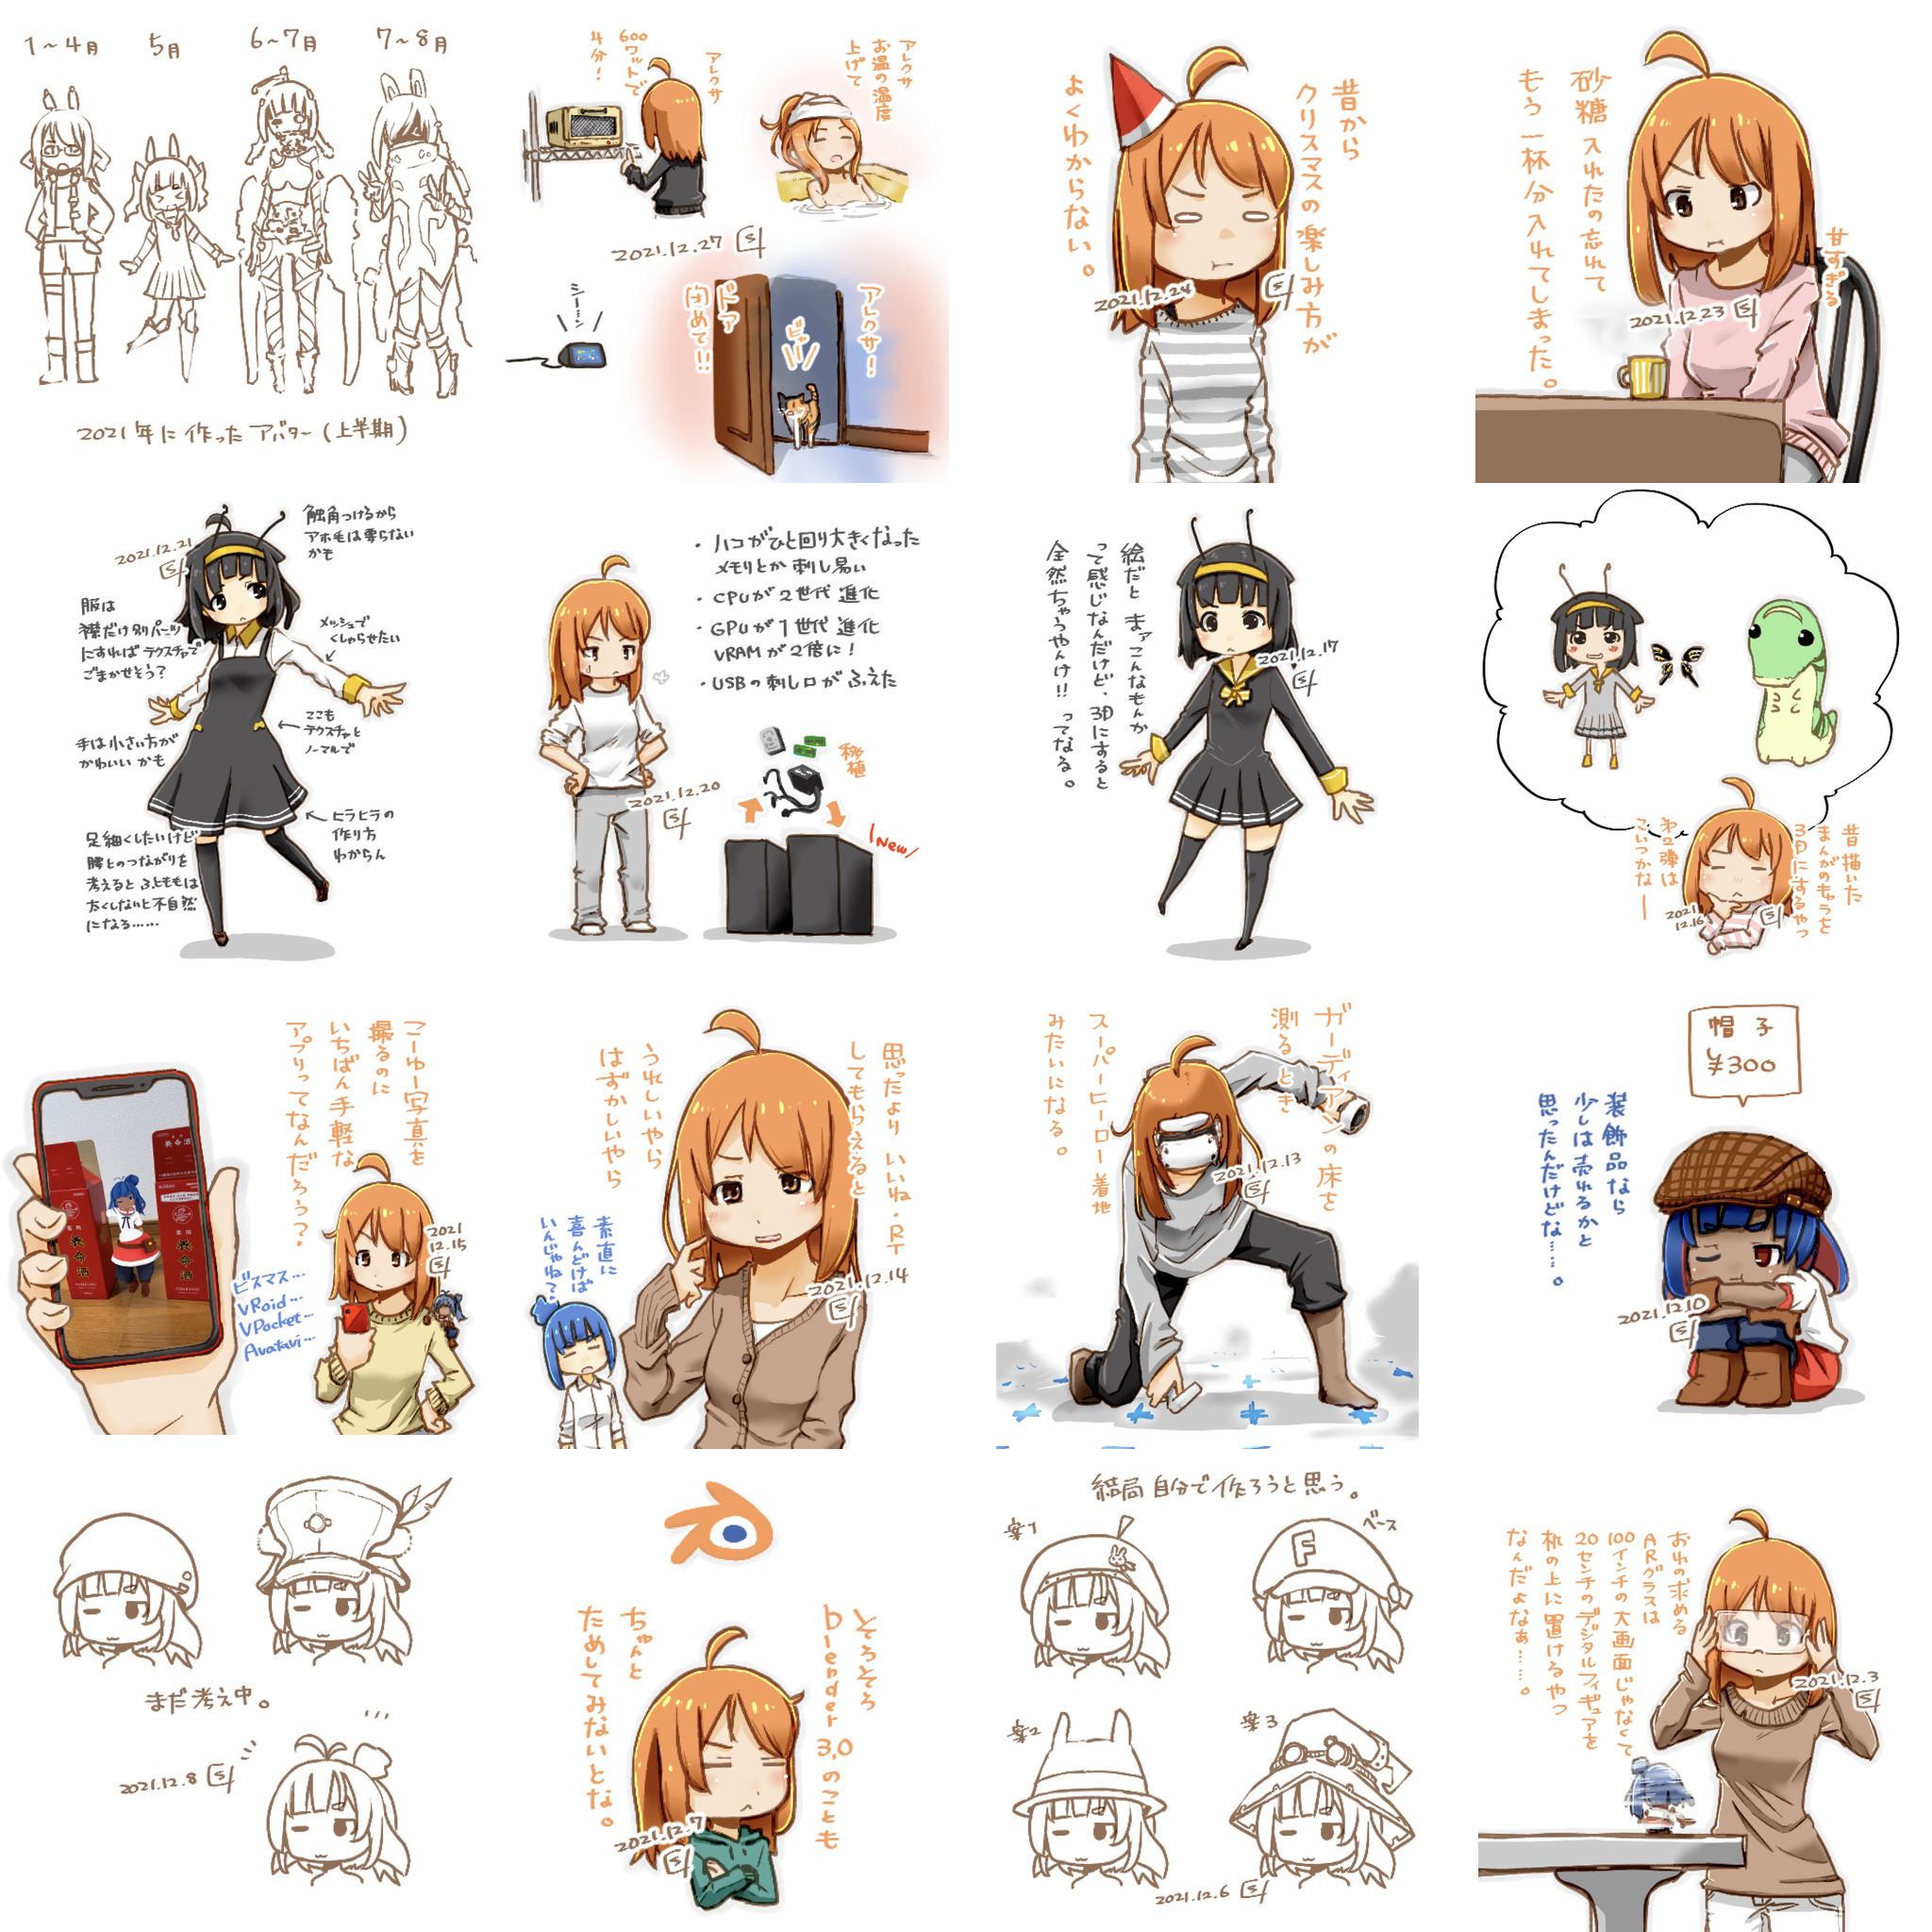 1~4月
5月
6~7月
7~8月
2021年に作ったアバター(上半期)
アレクサ
600
ワットで
4分!
アレクサ
お湯の温度
上げて
2021.12.27
シーーン
アレクサ!
ドア
閉めて!!
ビャー
昔から
クリスマスの楽しみ方が
よくわからない。
2021.12.24
砂糖入れたの忘れて
もう一杯分入れてしまった。
甘すぎる
2021.12.23
2021.12.21
触角つけるから
アホ毛は要らない
かも
服は
襟だけ別パーツ
にすればテクスチャで
ごまかせそう?
メッシュで
くしゃらせたい
手は小さい方が
かわいいかも
ここも
テクスチャと
ノーマルで
足細くしたいけど
腰とのつながりを
考えるとふとももは
太くしないと不自然
になる……
ヒラヒラの
作り方
わからん
・ハコがひと回り大きくなった
メモリとか刺し易い
・CPUが2世代進化
・GPUが1世代進化
VRAMが2倍に!
・USBの刺し口がふえた
2021.12.20
移植
New
絵だとまァこんなもんか
って感じなんだけど、3Dにすると
全然ちゃうやんけ!!ってなる。
2021.12.17
昔描いた
まんがのキャラを
3Dにするやつ
第2弾は
こいつかなー
2021
12.16
こーゆー写真を
撮るのに
いちばん手軽な
アプリってなんだろう?
養命酒
養命酒
養命酒
2021
12.15
ビスマス…
VRoid…
VPocket…
Avatavi…
思ったよりいいね・RT
してもらえると
うれしいやら
はずかしいやら
素直に
喜んどけば
いんじゃね?
2021.12.14
ガーディアンの床を
測るとき
スーパーヒーロー着地
みたいになる。
2021.12.13
帽子
¥300
装飾品なら
少しは売れるかと
思ったんだけどな……。
2021.12.10
まだ考え中。
2021.12.8
そろそろ
blender 3.0のことも
ちゃんと
ためしてみないとな。
2021.12.7
結局自分で作ろうと思う。
案1
ベース
F
案2
案3
2021.12.6
おれの求める
ARグラスは
100インチの大画面じゃなくて
20センチのデジタルフィギュアを
机の上に置けるやつ
なんだよなぁ……。
2021.12.3